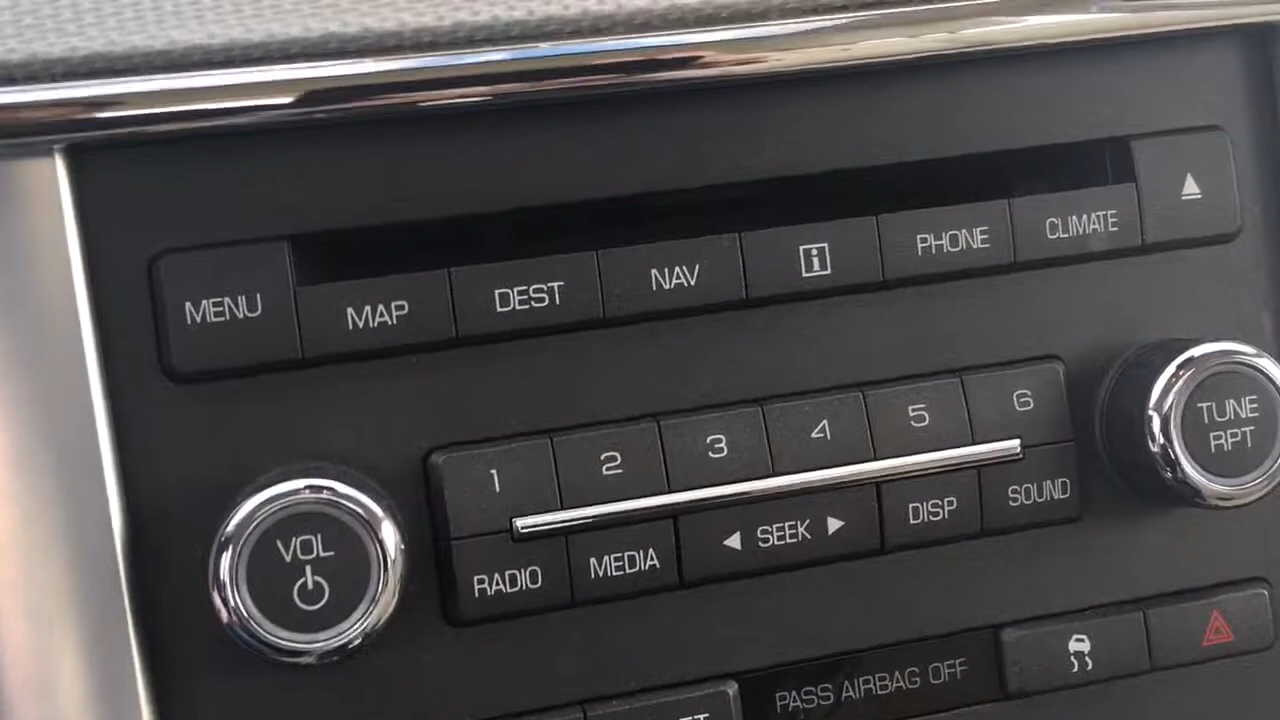 MENU
MAP
DEST
NAV
i
PHONE
CLIMATE
1
2
3
4
5
6
TUNE
RPT
VOL
RADIO
MEDIA
SEEK
DISP
SOUND
PASS AIRBAG OFF